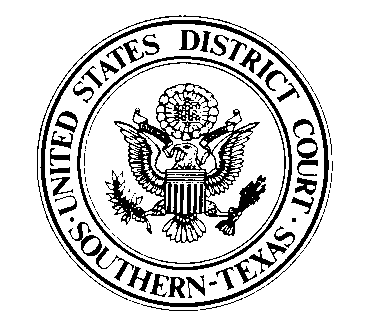 UNITED STATES DISTRICT COURT
· SOUTHERN-TEXAS ·